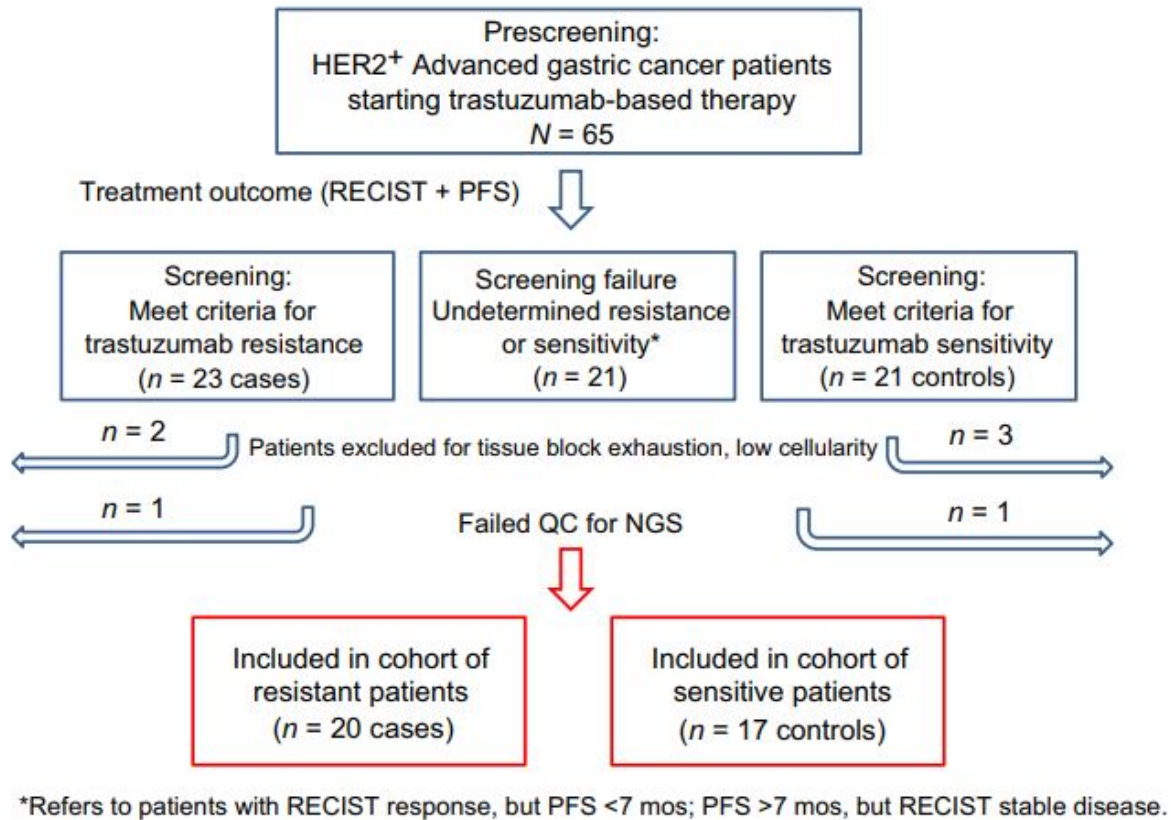 Prescreening:
HER2⁺ Advanced gastric cancer patients
starting trastuzumab-based therapy
N = 65
Treatment outcome (RECIST + PFS)
Screening:
Meet criteria for
trastuzumab resistance
(n = 23 cases)
Screening failure
Undetermined resistance
or sensitivity*
(n = 21)
Screening:
Meet criteria for
trastuzumab sensitivity
(n = 21 controls)
n = 2
Patients excluded for tissue block exhaustion, low cellularity
n = 3
n = 1
Failed QC for NGS
n = 1
Included in cohort of
resistant patients
(n = 20 cases)
Included in cohort of
sensitive patients
(n = 17 controls)
*Refers to patients with RECIST response, but PFS <7 mos; PFS >7 mos, but RECIST stable disease.